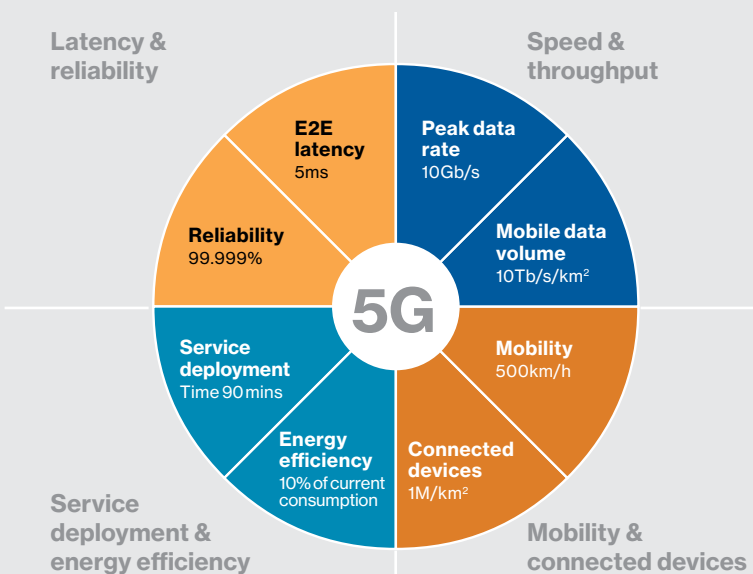 Latency &
reliability
Speed &
throughput
E2E
latency
5ms
Peak data
rate
10Gb/s
Reliability
99.999%
Mobile data
volume
10Tb/s/km²
5G
Service
deployment
Time 90 mins
Mobility
500km/h
Energy
efficiency
10% of current
consumption
Connected
devices
1M/km²
Service
deployment &
energy efficiency
Mobility &
connected devices